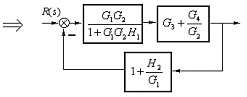 ⇒ R(s) ⊗ − G₁G₂ / (1+G₁G₂H₁) G₃ + G₄/G₂
1 + H₂/G₁